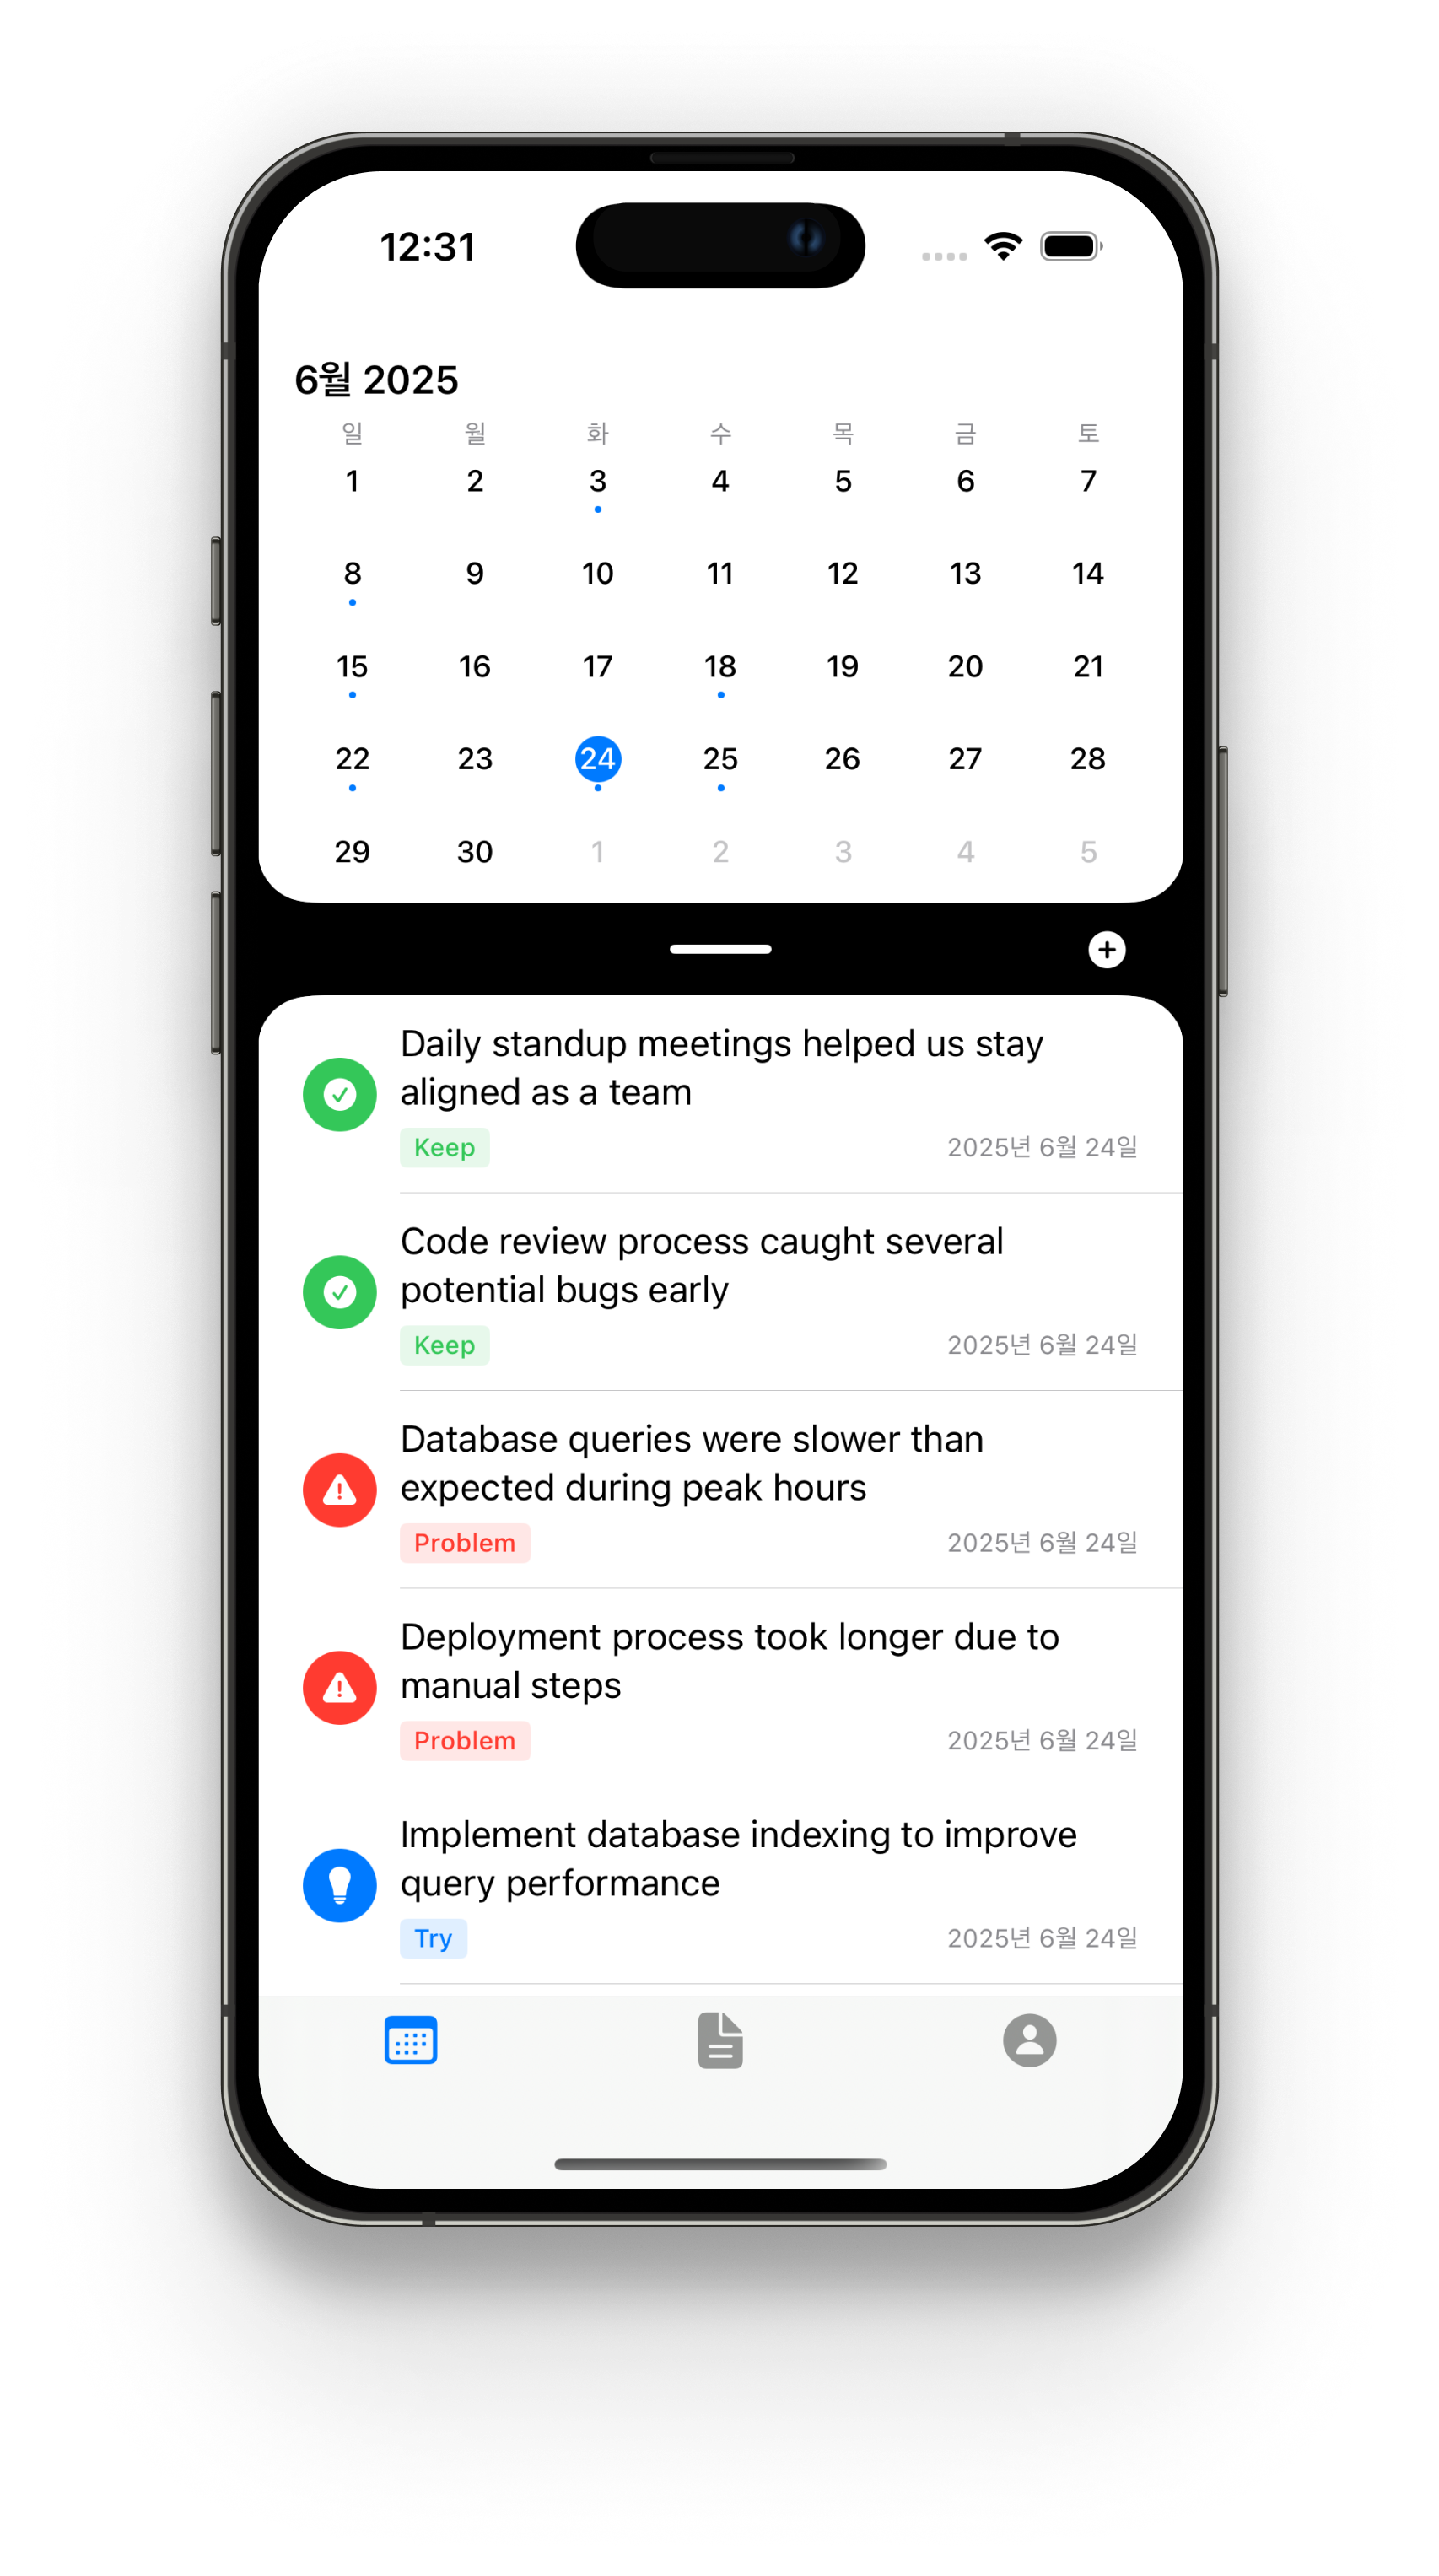 12:31
6월 2025
일 월 화 수 목 금 토
1 2 3 4 5 6 7
8 9 10 11 12 13 14
15 16 17 18 19 20 21
22 23 24 25 26 27 28
29 30 1 2 3 4 5
Daily standup meetings helped us stay
aligned as a team
Keep 2025년 6월 24일
Code review process caught several
potential bugs early
Keep 2025년 6월 24일
Database queries were slower than
expected during peak hours
Problem 2025년 6월 24일
Deployment process took longer due to
manual steps
Problem 2025년 6월 24일
Implement database indexing to improve
query performance
Try 2025년 6월 24일